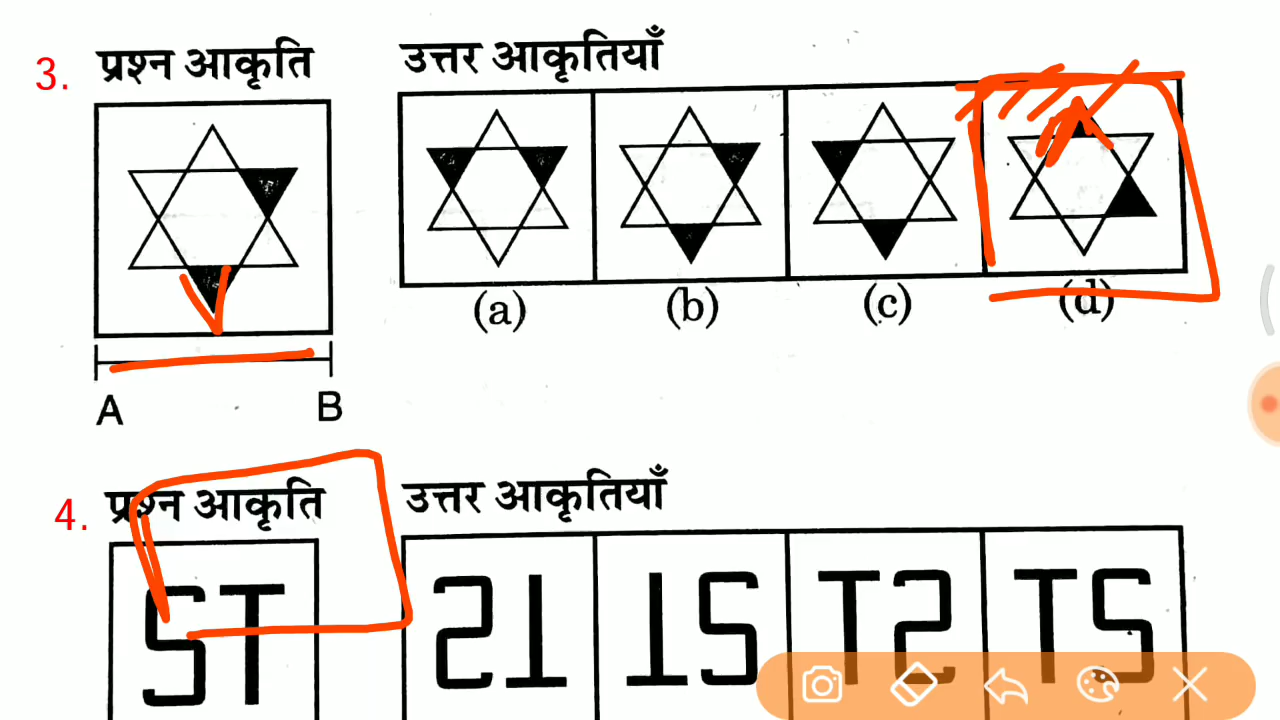 3. प्रश्न आकृति उत्तर आकृतियाँ
(a) (b) (c) (d)
A B
4. प्रश्न आकृति उत्तर आकृतियाँ
ST